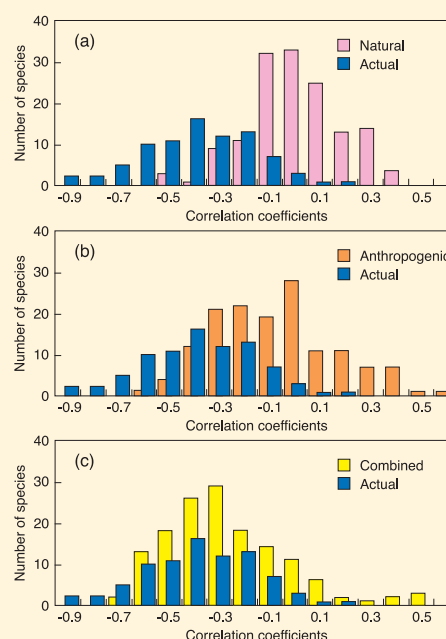 (a)
Natural
Actual
Number of species
40
30
20
10
0
-0.9 -0.7 -0.5 -0.3 -0.1 0.1 0.3 0.5
Correlation coefficients
(b)
Anthropogenic
Actual
Number of species
40
30
20
10
0
-0.9 -0.7 -0.5 -0.3 -0.1 0.1 0.3 0.5
Correlation coefficients
(c)
Combined
Actual
Number of species
40
30
20
10
0
-0.9 -0.7 -0.5 -0.3 -0.1 0.1 0.3 0.5
Correlation coefficients